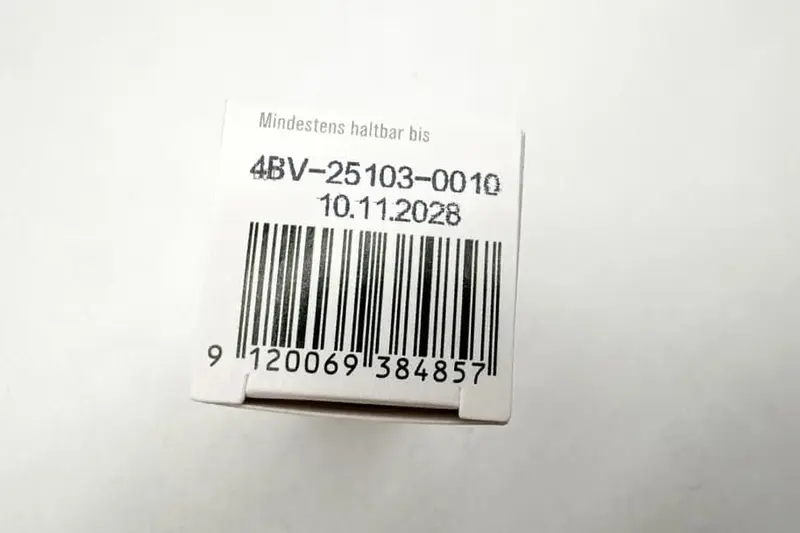 Mindestens haltbar bis
4BV-25103-0010
10.11.2028
9 120069 384857